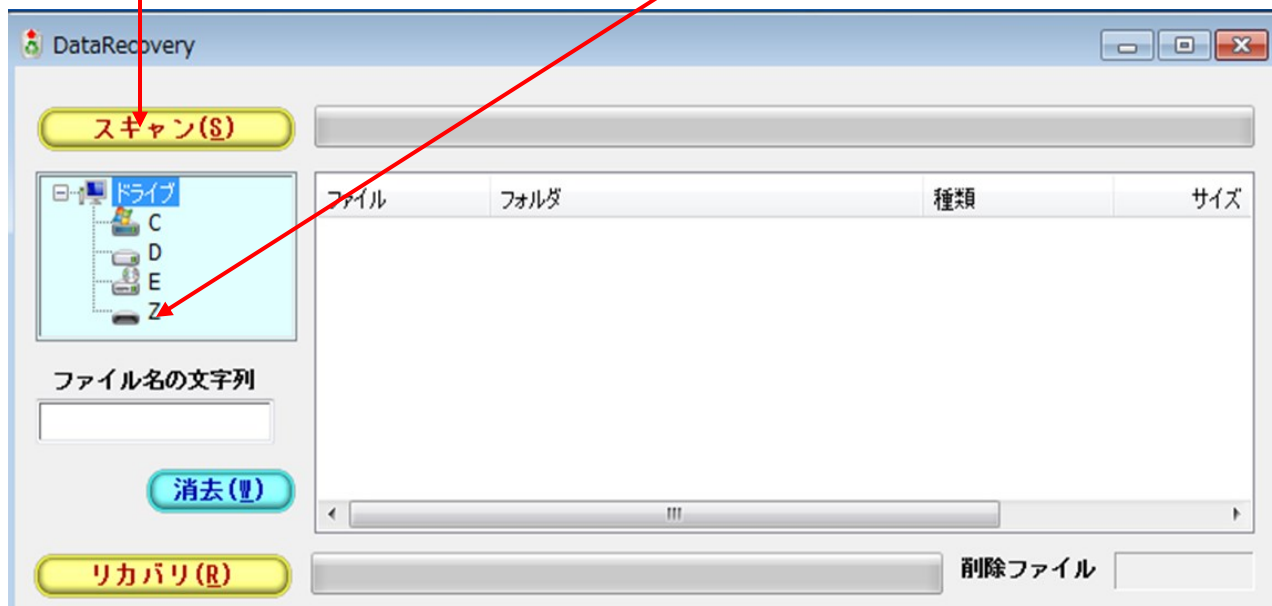 DataRecovery
スキャン(S)
ドライブ
C
D
E
Z
ファイル フォルダ 種類 サイズ
ファイル名の文字列
消去(W)
リカバリ(R)
削除ファイル